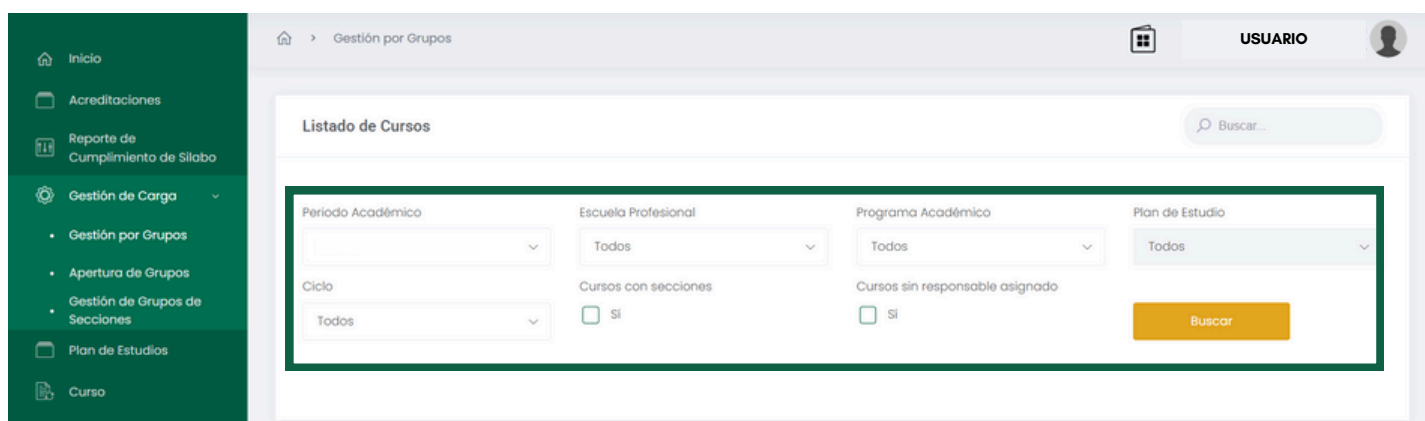 Gestión por Grupos
USUARIO
Inicio
Acreditaciones
Reporte de
Cumplimiento de Sílabo
Gestión de Carga
Gestión por Grupos
Apertura de Grupos
Gestión de Grupos de
Secciones
Plan de Estudios
Curso
Listado de Cursos
Buscar...
Periodo Académico
Escuela Profesional
Programa Académico
Plan de Estudio
Todos
Todos
Todos
Ciclo
Cursos con secciones
Cursos sin responsable asignado
Todos
Sí
Sí
Buscar